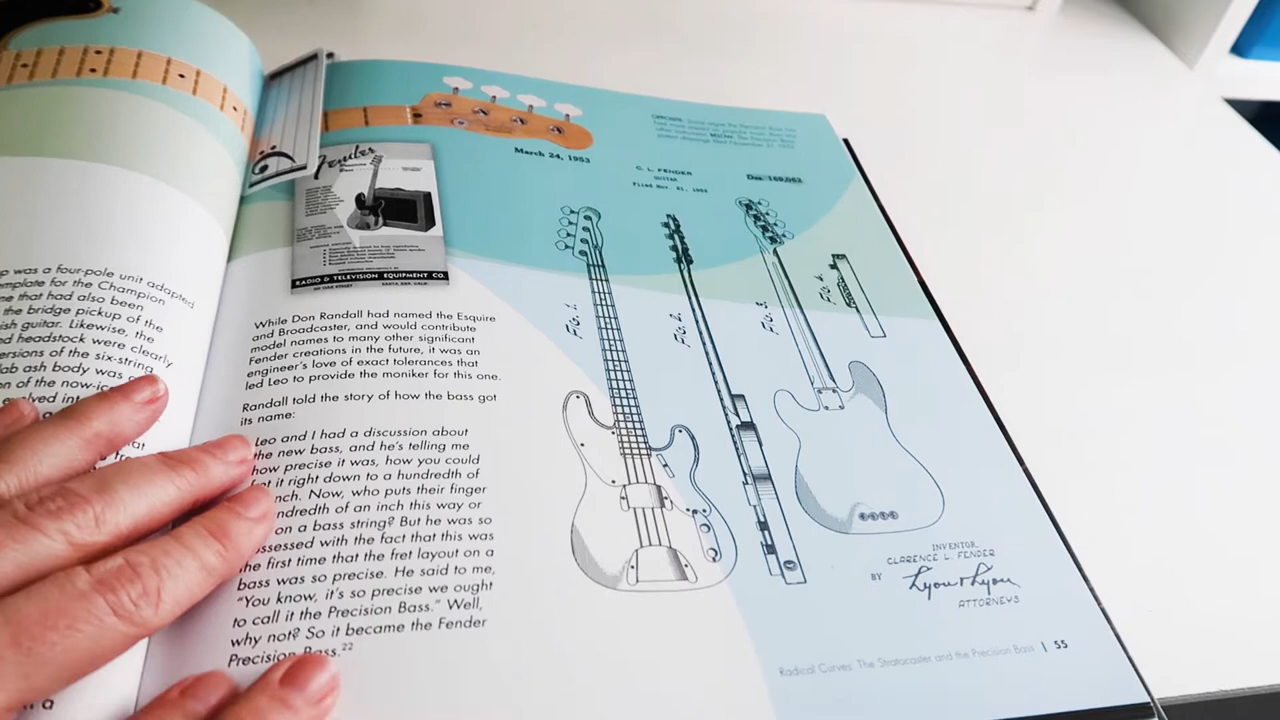 p was a four-pole unit adapted
mplate for the Champion
ne that had also been
the bridge pickup of the
ish guitar. Likewise, the
d headstock were clearly
ersions of the six-string
lab ash body was
n of the now-ic
evolved int
March 24, 1953
C. L. FENDER
GUITAR
Des. 169,062
Filed Nov. 21, 1952
Fender
RADIO & TELEVISION EQUIPMENT CO.
FIG. 1.
FIG. 2.
FIG. 3.
FIG. 4.
While Don Randall had named the Esquire
and Broadcaster, and would contribute
model names to many other significant
Fender creations in the future, it was an
engineer's love of exact tolerances that
led Leo to provide the moniker for this one.
Randall told the story of how the bass got
its name:
Leo and I had a discussion about
the new bass, and he's telling me
how precise it was, how you could
it right down to a hundredth of
nch. Now, who puts their finger
ndredth of an inch this way or
on a bass string? But he was so
ssessed with the fact that this was
the first time that the fret layout on a
bass was so precise. He said to me,
"You know, it's so precise we ought
to call it the Precision Bass." Well,
why not? So it became the Fender
Precision Bass.22
INVENTOR.
CLARENCE L. FENDER
BY Lyon & Lyon
ATTORNEYS
Radical Curves: The Stratocaster and the Precision Bass | 55